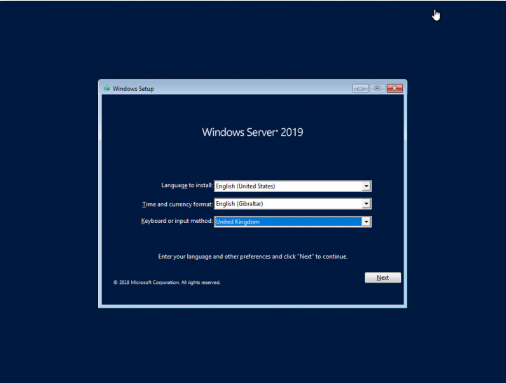 Windows Setup
Windows Server® 2019
Language to install: English (United States)
Time and currency format: English (Gibraltar)
Keyboard or input method: United Kingdom
Enter your language and other preferences and click "Next" to continue.
Next
© 2018 Microsoft Corporation. All rights reserved.